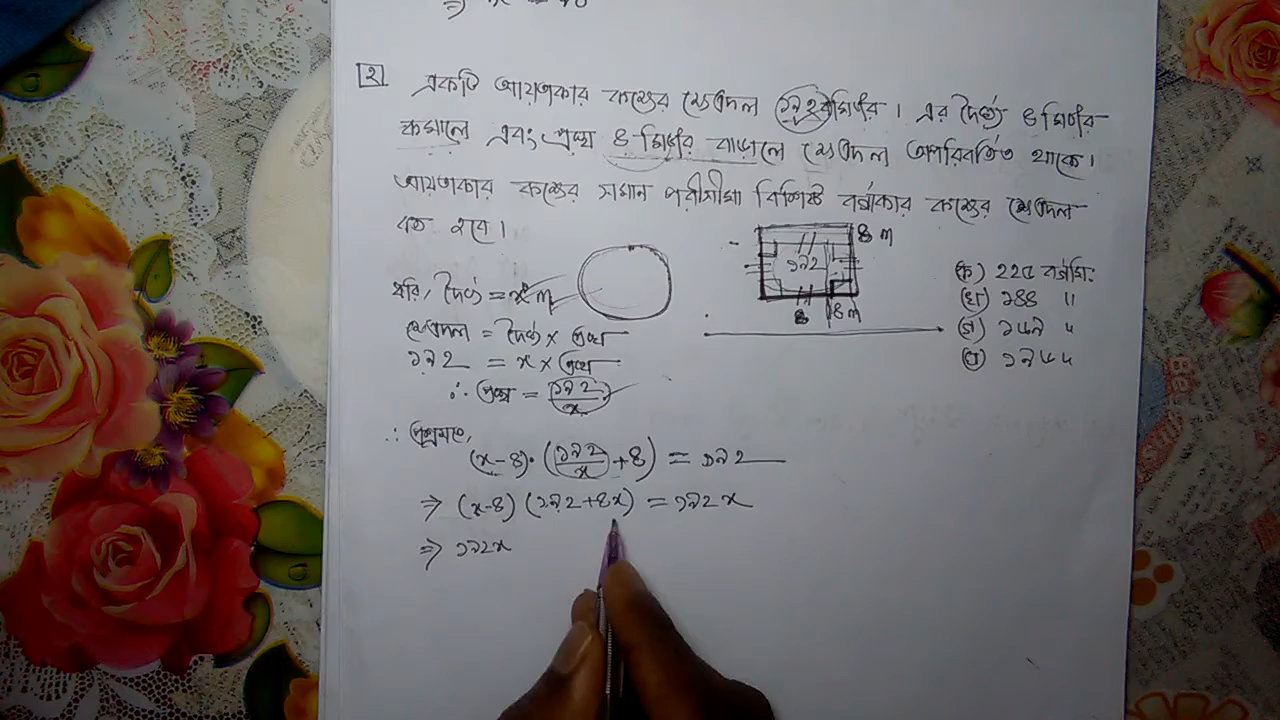 ২ একটি আয়তাকার কক্ষের ক্ষেত্রফল ১৯২ বর্গমিটার। এর দৈর্ঘ্য ৪ মিটার
কমালে এবং প্রস্থ ৪ মিটার বাড়ালে ক্ষেত্রফল অপরিবর্তিত থাকে।
আয়তাকার কক্ষের সমান পরীসীমা বিশিষ্ট বর্গাকার কক্ষের ক্ষেত্রফল
কত হবে।
৪ m
১৯২
৪ ৪m
(ক) ২২৫ বর্গমি:
(খ) ১৪৪ "
(গ) ১৬৯ "
(ঘ) ১৯৬ "
ধরি, দৈর্ঘ্য = x m
ক্ষেত্রফল = দৈর্ঘ্য × প্রস্থ
১৯২ = x × প্রস্থ
∴ প্রস্থ = ১৯২/x
∴ প্রশ্নমতে,
(x-৪)·(১৯২/x +৪) = ১৯২
⇒ (x-৪) (১৯২+৪x) = ১৯২x
⇒ ১৯২x